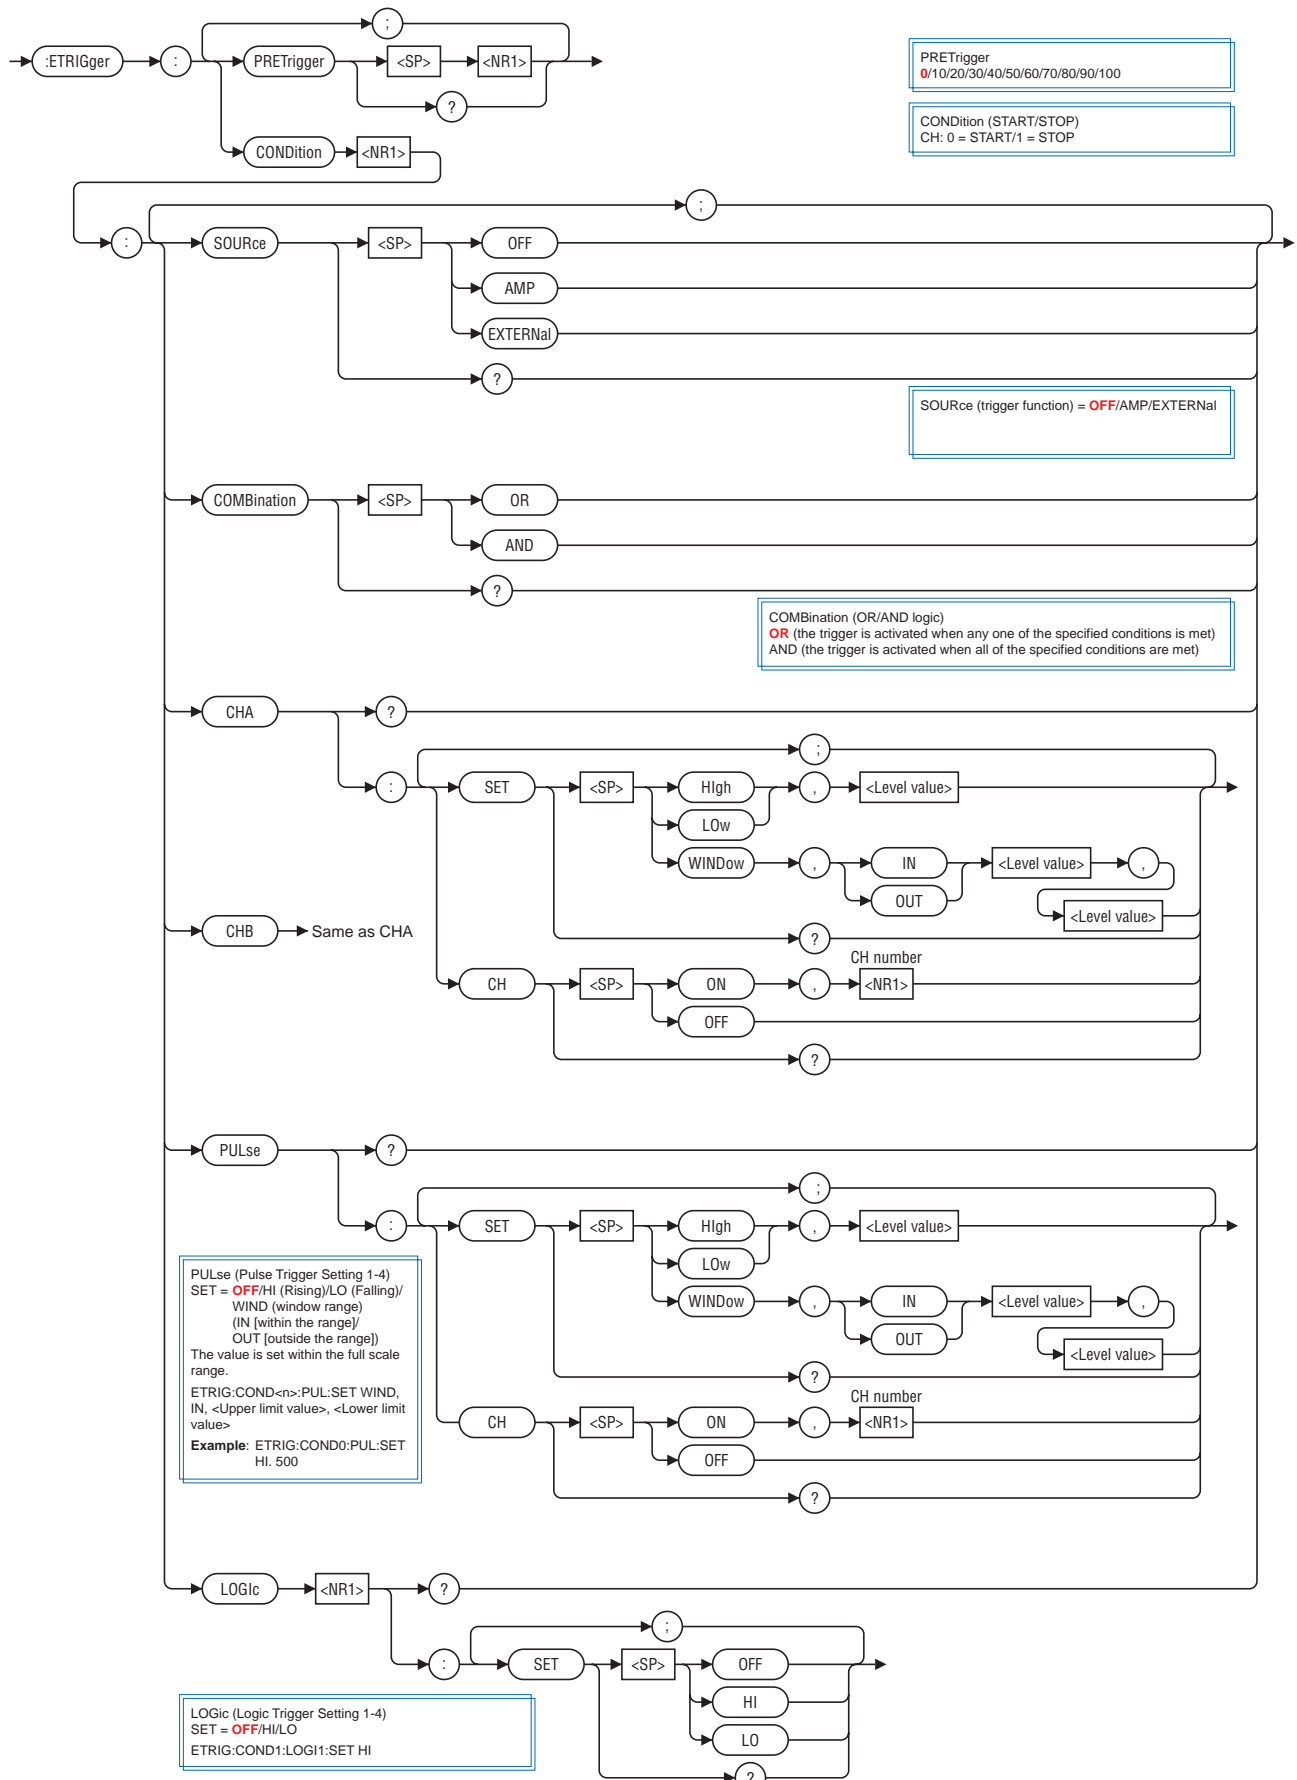 ;
:ETRIGger : PRETrigger <SP> <NR1>
?
CONDition <NR1>
PRETrigger
0/10/20/30/40/50/60/70/80/90/100
CONDition (START/STOP)
CH: 0 = START/1 = STOP
;
: SOURce <SP> OFF
AMP
EXTERNal
?
SOURce (trigger function) = OFF/AMP/EXTERNal
COMBination <SP> OR
AND
?
COMBination (OR/AND logic)
OR (the trigger is activated when any one of the specified conditions is met)
AND (the trigger is activated when all of the specified conditions are met)
CHA ?
;
: SET <SP> HIgh , <Level value>
LOw
WINDow , IN <Level value> ,
OUT <Level value>
?
CHB Same as CHA
CH number
CH <SP> ON , <NR1>
OFF
?
PULse ?
;
: SET <SP> HIgh , <Level value>
LOw
WINDow , IN <Level value> ,
OUT <Level value>
?
CH number
CH <SP> ON , <NR1>
OFF
?
PULse (Pulse Trigger Setting 1-4)
SET = OFF/HI (Rising)/LO (Falling)/
WIND (window range)
(IN [within the range]/
OUT [outside the range])
The value is set within the full scale
range.
ETRIG:COND<n>:PUL:SET WIND,
IN, <Upper limit value>, <Lower limit
value>
Example: ETRIG:COND0:PUL:SET
HI. 500
LOGIc <NR1> ?
;
: SET <SP> OFF
HI
LO
?
LOGic (Logic Trigger Setting 1-4)
SET = OFF/HI/LO
ETRIG:COND1:LOGI1:SET HI